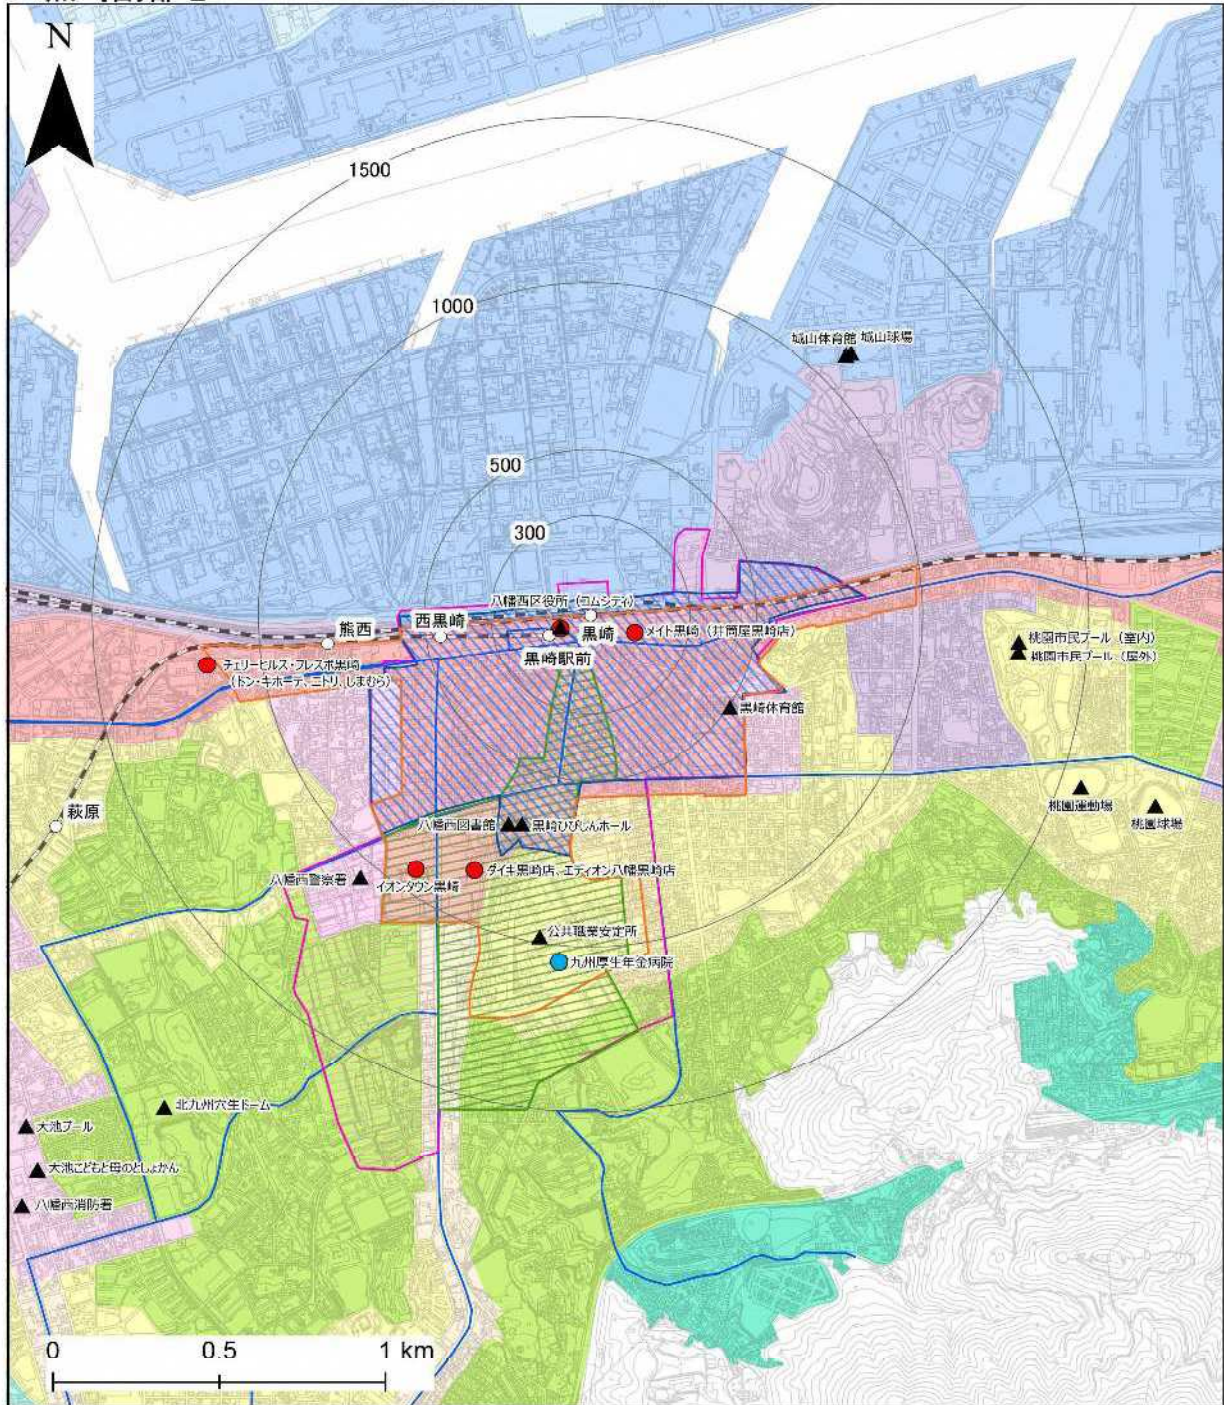 N
1500
1000
城山体育館 城山球場
500
300
八幡西区役所（コムシティ）
熊西
西黒崎
黒崎
メイト黒崎（井筒屋黒崎店）
黒崎駅前
桃園市民プール（室内）
桃園市民プール（屋外）
チェリーヒルズ・フレスポ黒崎
（ドン・キホーテ、ニトリ、しまむら）
黒崎体育館
萩原
桃園運動場
桃園球場
八幡西図書館
黒崎ひびしんホール
八幡西警察署
イオンタウン黒崎
ダイキ黒崎店、エディオン八幡黒崎店
公共職業安定所
九州厚生年金病院
北九州穴生ドーム
大池プール
大池こどもと母のとしょかん
八幡西消防署
0 0.5 1 km